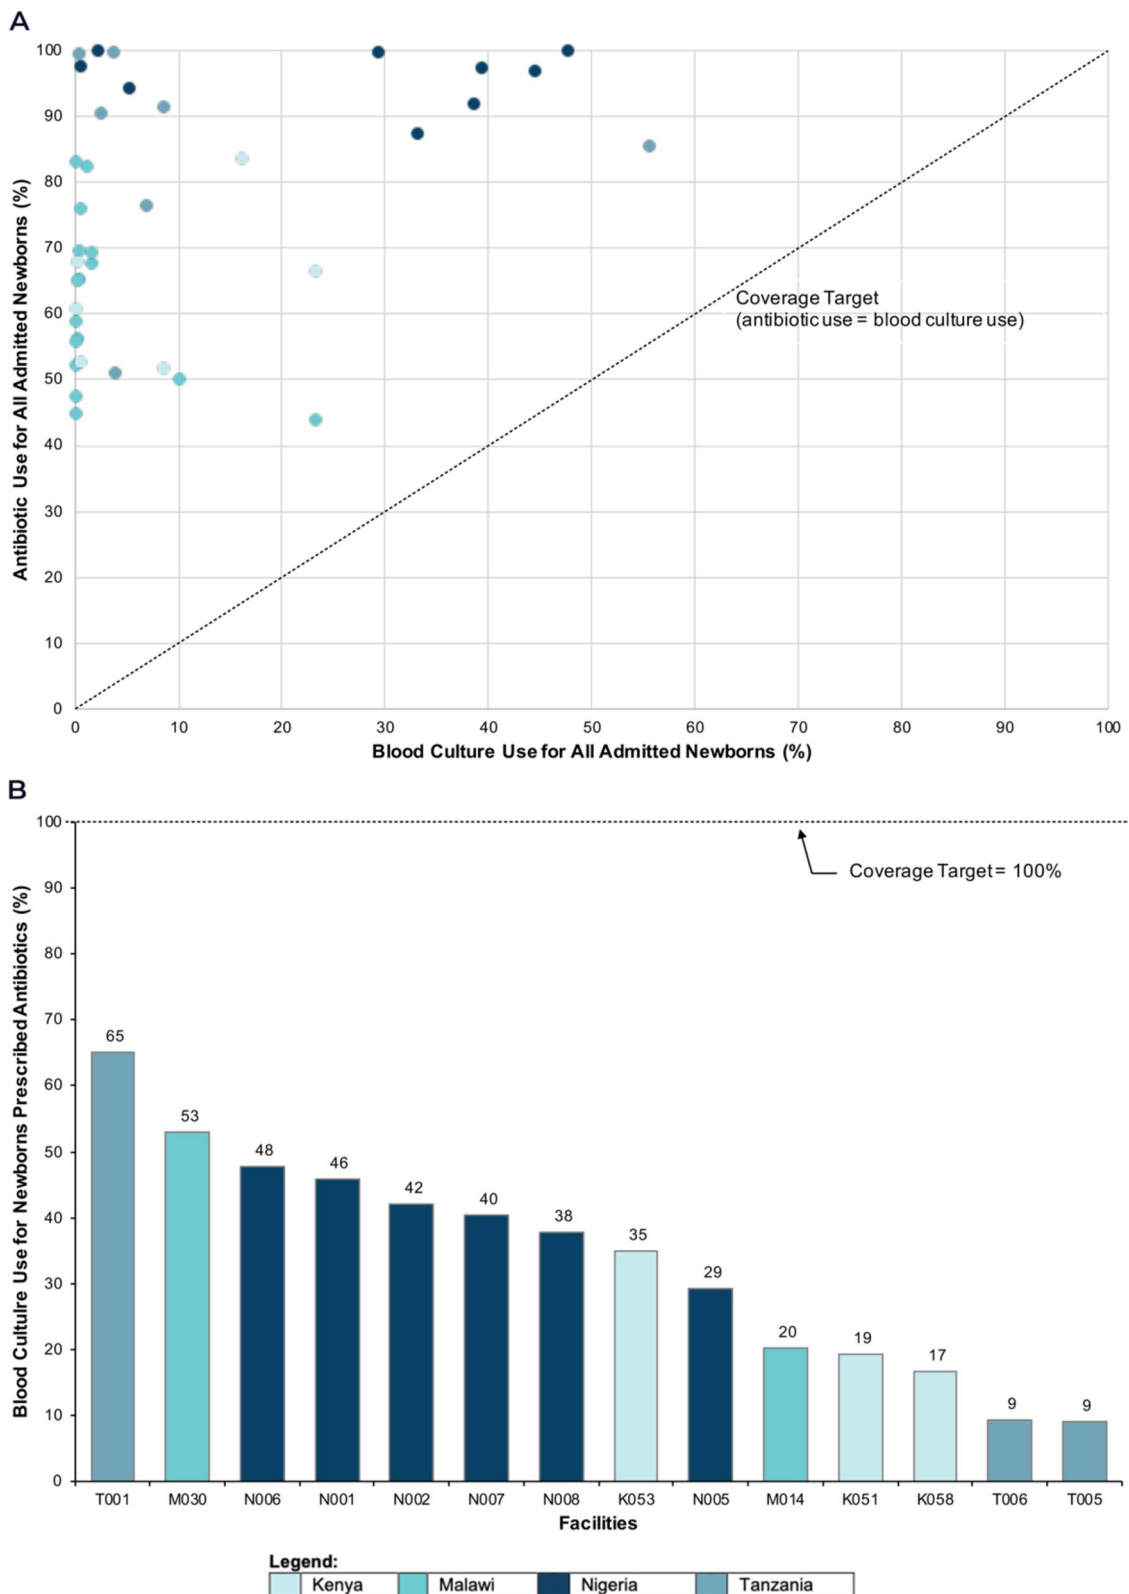 A
100
90
80
70
60
50
40
30
20
10
0
Antibiotic Use for All Admitted Newborns (%)
Coverage Target
(antibiotic use = blood culture use)
0 10 20 30 40 50 60 70 80 90 100
Blood Culture Use for All Admitted Newborns (%)
B
100
90
80
70
60
50
40
30
20
10
0
Blood Cultulre Use for Newborns Prescribed Antibiotics (%)
Coverage Target = 100%
65 53 48 46 42 40 38 35 29 20 19 17 9 9
T001 M030 N006 N001 N002 N007 N008 K053 N005 M014 K051 K058 T006 T005
Facilities
Legend:
Kenya Malawi Nigeria Tanzania